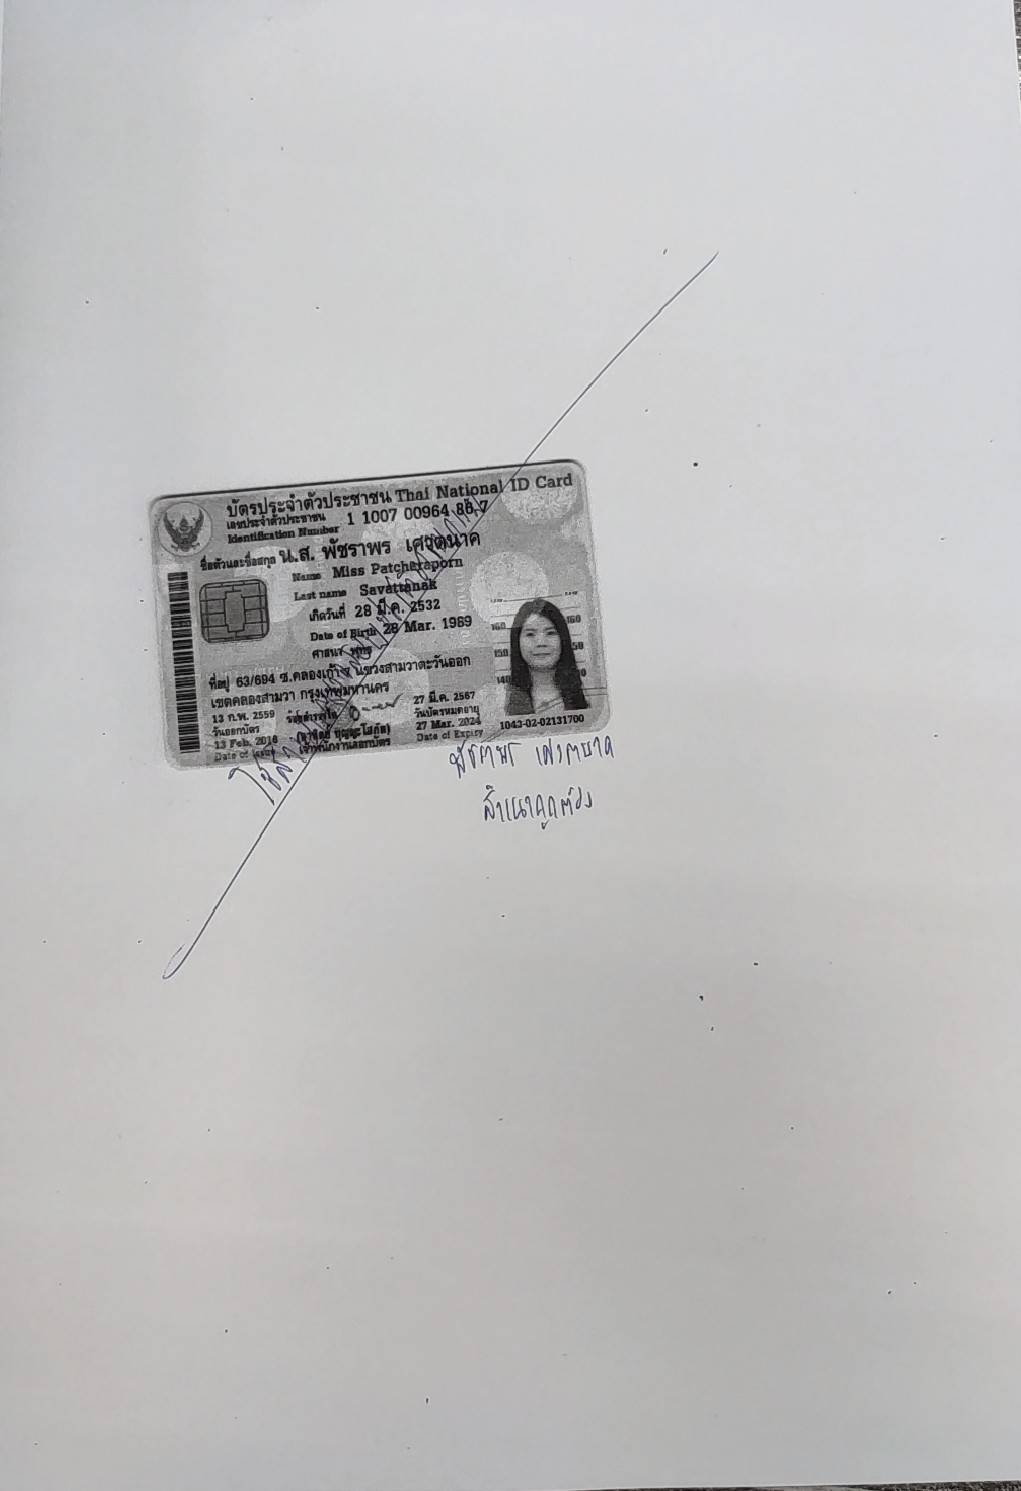 บัตรประจำตัวประชาชน Thai National ID Card
เลขประจำตัวประชาชน
Identification Number 1 1007 00964 86 7
ชื่อตัวและชื่อสกุล น.ส. พัชราพร เศวตนาค
Name Miss Patcharaporn
Last name Savattanak
เกิดวันที่ 28 มี.ค. 2532
Date of Birth 28 Mar. 1989
ศาสนา พุทธ
ที่อยู่ 63/694 ซ.คลองเก้า แขวงสามวาตะวันออก
เขตคลองสามวา กรุงเทพมหานคร
13 ก.พ. 2559
วันออกบัตร
13 Feb. 2016
Date of Issue
เจ้าพนักงานออกบัตร
27 มี.ค. 2567
วันบัตรหมดอายุ
27 Mar. 2024
Date of Expiry
160 160
150 150
140
1043-02-02131700
เศวตนาค
สำเนาถูกต้อง